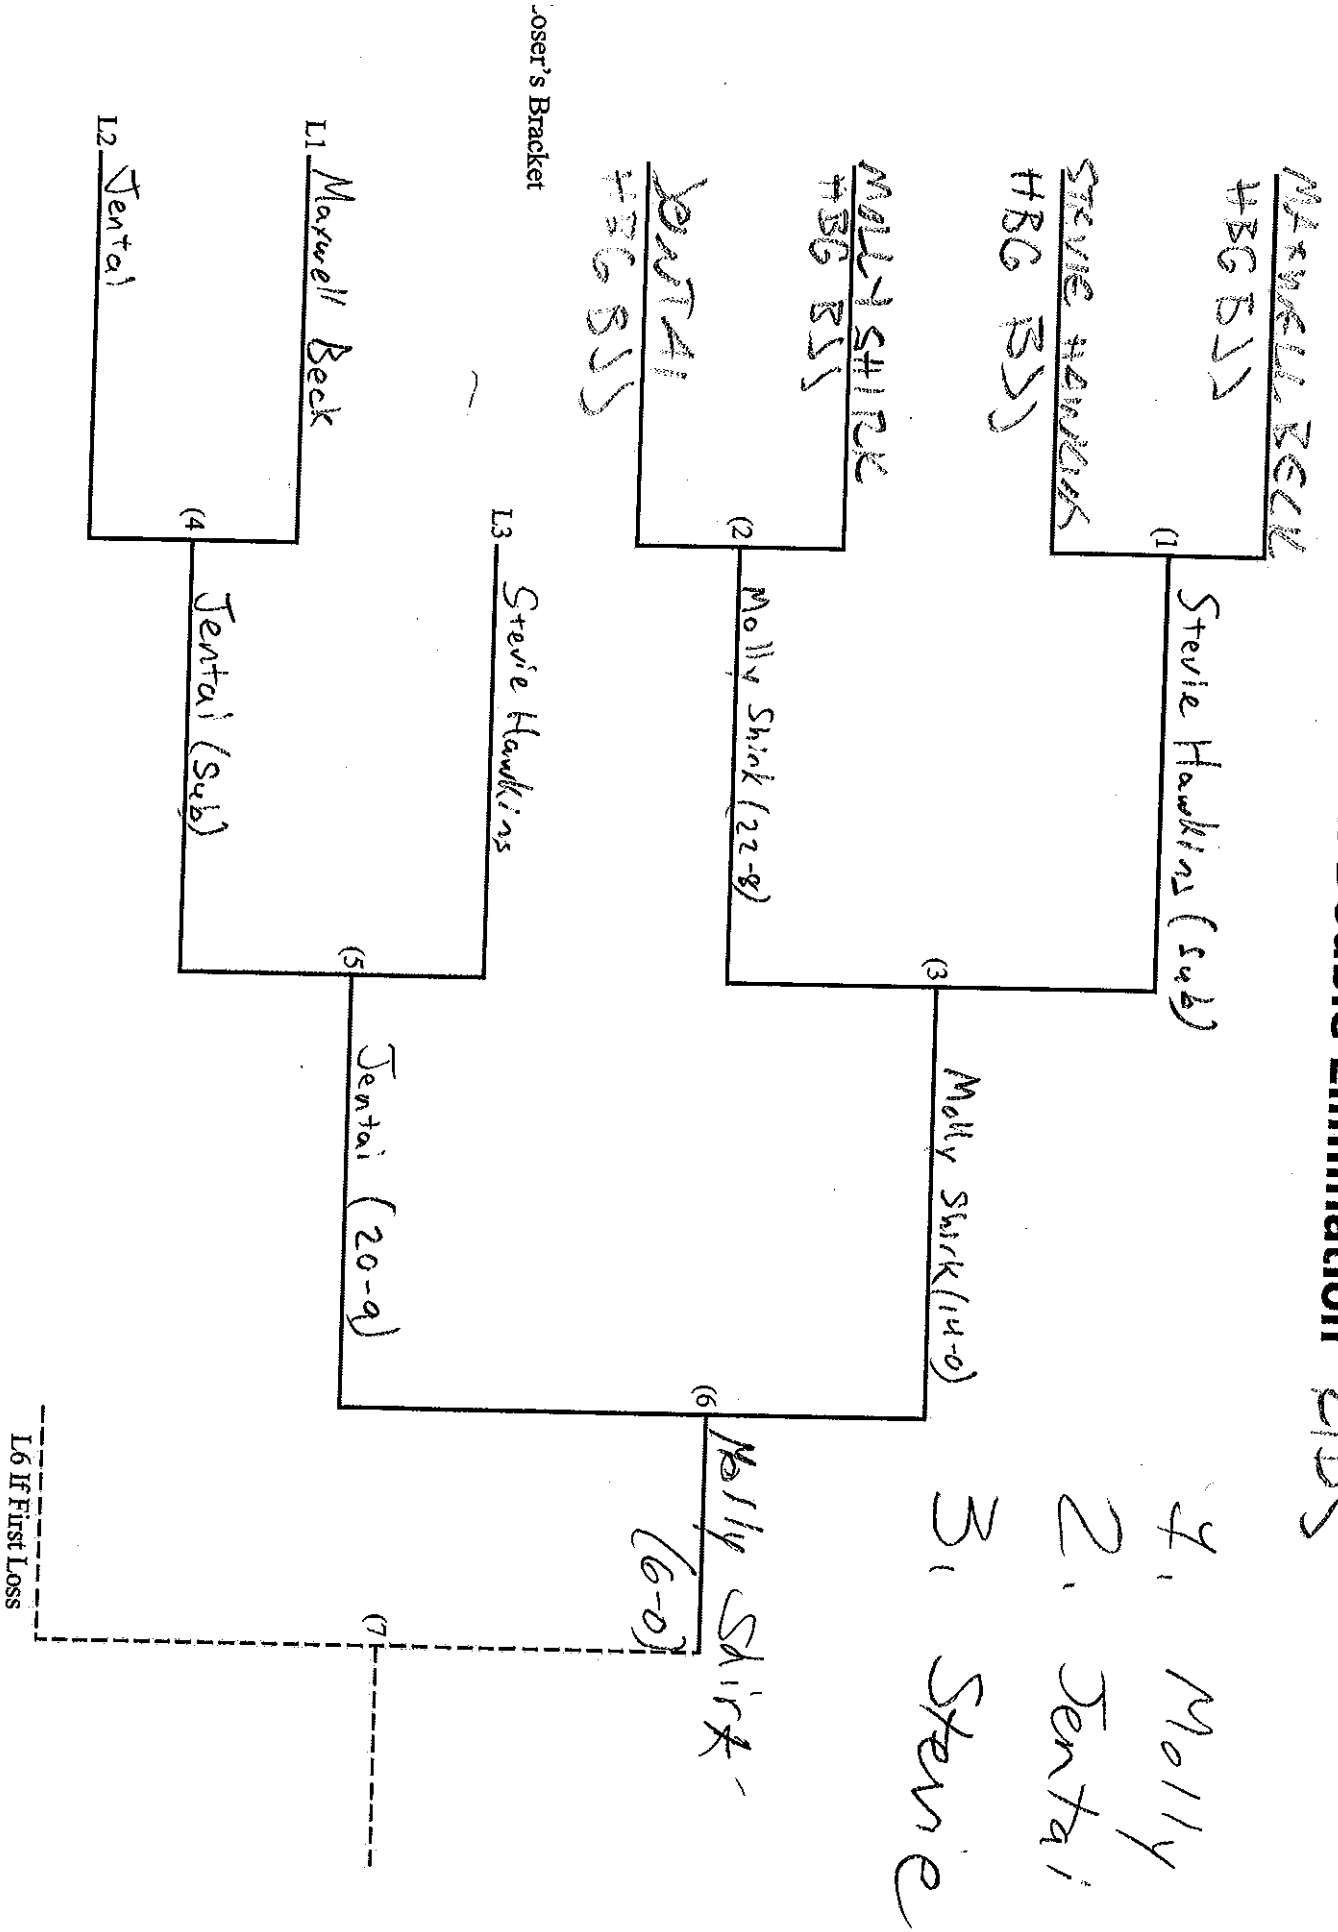 Double Elimination
1. Molly
2. Jentai
3. Stevie
MAXWELL BECK
HBG BJJ
(1
Stevie Hawkins (Sub)
STEVIE HAWKINS
HBG BJJ
(3
Molly Shirk (14-0)
MOLLY SHIRK
HBG BJJ
(2
Molly Shirk (22-8)
JENTAI
HBG BJJ
(6
Molly Shirk
(6-0)
oser's Bracket
L3
Stevie Hawkins
(5
Jentai (20-9)
L1
Maxwell Beck
(4
Jentai (Sub)
L2
Jentai
(7
L6 If First Loss